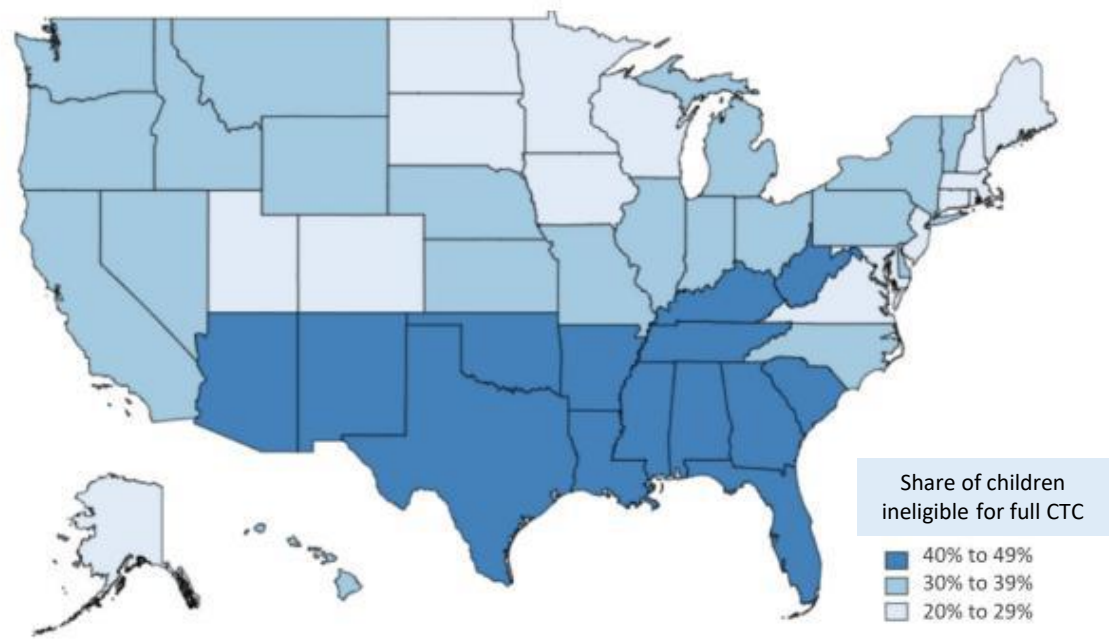 Share of children
ineligible for full CTC
40% to 49%
30% to 39%
20% to 29%